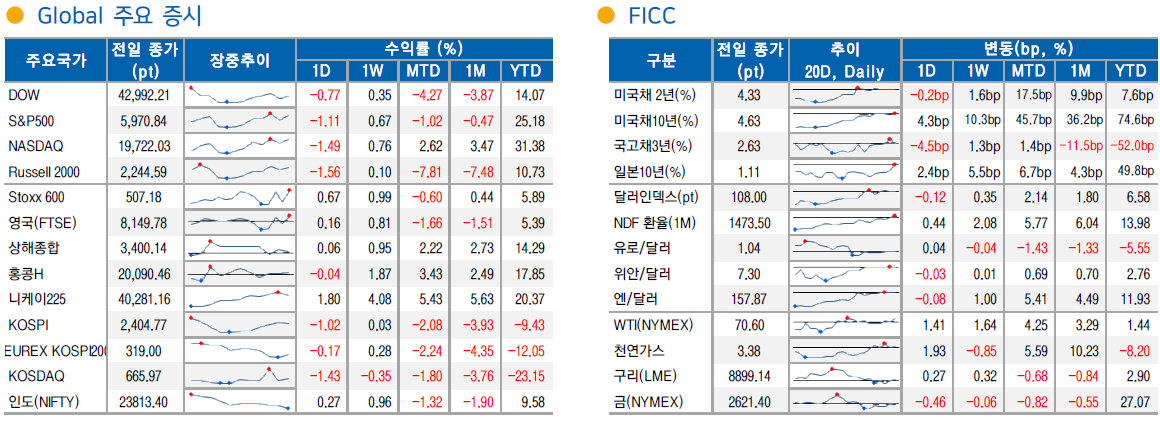 Global 주요 증시
주요국가 전일 종가 (pt) 장중추이 수익률 (%)
1D 1W MTD 1M YTD
DOW 42,992.21 -0.77 0.35 -4.27 -3.87 14.07
S&P500 5,970.84 -1.11 0.67 -1.02 -0.47 25.18
NASDAQ 19,722.03 -1.49 0.76 2.62 3.47 31.38
Russell 2000 2,244.59 -1.56 0.10 -7.81 -7.48 10.73
Stoxx 600 507.18 0.67 0.99 -0.60 0.44 5.89
영국(FTSE) 8,149.78 0.16 0.81 -1.66 -1.51 5.39
상해종합 3,400.14 0.06 0.95 2.22 2.73 14.29
홍콩H 20,090.46 -0.04 1.87 3.43 2.49 17.85
니케이225 40,281.16 1.80 4.08 5.43 5.63 20.37
KOSPI 2,404.77 -1.02 0.03 -2.08 -3.93 -9.43
EUREX KOSPI200 319.00 -0.17 0.28 -2.24 -4.35 -12.05
KOSDAQ 665.97 -1.43 -0.35 -1.80 -3.76 -23.15
인도(NIFTY) 23813.40 0.27 0.96 -1.32 -1.90 9.58
FICC
구분 전일 종가 (pt) 추이 20D, Daily 변동(bp, %)
1D 1W MTD 1M YTD
미국채 2년(%) 4.33 -0.2bp 1.6bp 17.5bp 9.9bp 7.6bp
미국채10년(%) 4.63 4.3bp 10.3bp 45.7bp 36.2bp 74.6bp
국고채3년(%) 2.63 -4.5bp 1.3bp 1.4bp -11.5bp -52.0bp
일본10년(%) 1.11 2.4bp 5.5bp 6.7bp 4.3bp 49.8bp
달러인덱스(pt) 108.00 -0.12 0.35 2.14 1.80 6.58
NDF 환율(1M) 1473.50 0.44 2.08 5.77 6.04 13.98
유로/달러 1.04 0.04 -0.04 -1.43 -1.33 -5.55
위안/달러 7.30 -0.03 0.01 0.69 0.70 2.76
엔/달러 157.87 -0.08 1.00 5.41 4.49 11.93
WTI(NYMEX) 70.60 1.41 1.64 4.25 3.29 1.44
천연가스 3.38 1.93 -0.85 5.59 10.23 -8.20
구리(LME) 8899.14 0.27 0.32 -0.68 -0.84 2.90
금(NYMEX) 2621.40 -0.46 -0.06 -0.82 -0.55 27.07